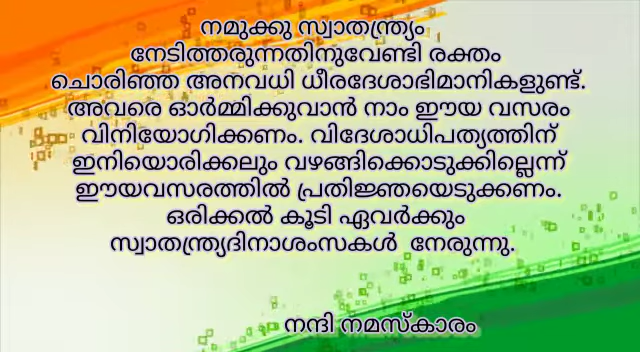 നമുക്കു സ്വാതന്ത്ര്യം
നേടിത്തരുന്നതിനുവേണ്ടി രക്തം
ചൊരിഞ്ഞ അനവധി ധീരദേശാഭിമാനികളുണ്ട്.
അവരെ ഓർമ്മിക്കുവാൻ നാം ഈയ വസരം
വിനിയോഗിക്കണം. വിദേശാധിപത്യത്തിന്
ഇനിയൊരിക്കലും വഴങ്ങിക്കൊടുക്കില്ലെന്ന്
ഈയവസരത്തിൽ പ്രതിജ്ഞയെടുക്കണം.
ഒരിക്കൽ കൂടി ഏവർക്കും
സ്വാതന്ത്ര്യദിനാശംസകൾ നേരുന്നു.
നന്ദി നമസ്കാരം